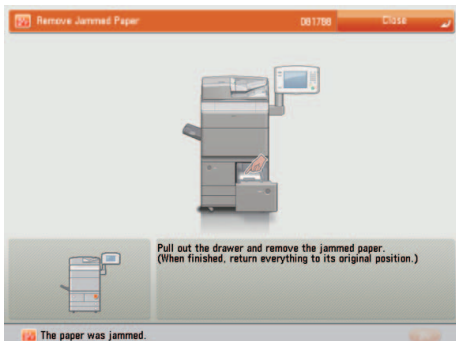 Remove Jammed Paper
Close
Pull out the drawer and remove the jammed paper.
(When finished, return everything to its original position.)
The paper was jammed.